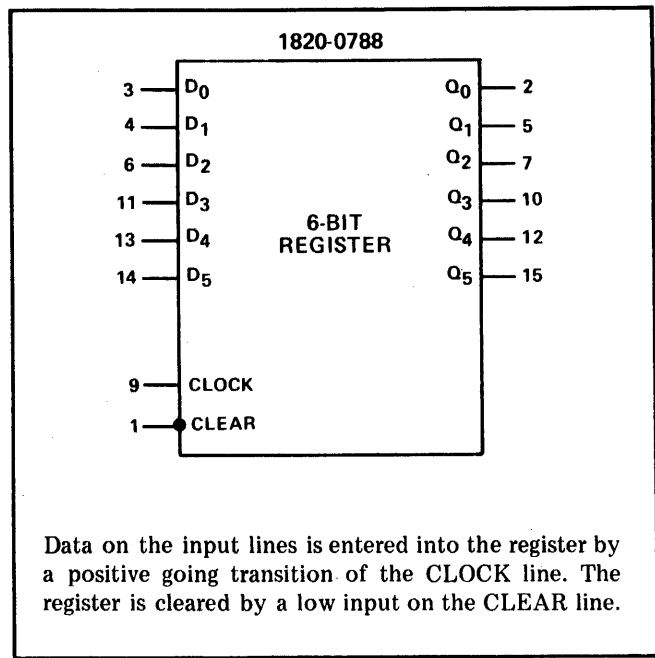 1820-0788
3 D0 Q0 2
4 D1 Q1 5
6 D2 Q2 7
11 D3 Q3 10
6-BIT
13 D4 Q4 12
REGISTER
14 D5 Q5 15
9 CLOCK
1 CLEAR
Data on the input lines is entered into the register by
a positive going transition of the CLOCK line. The
register is cleared by a low input on the CLEAR line.